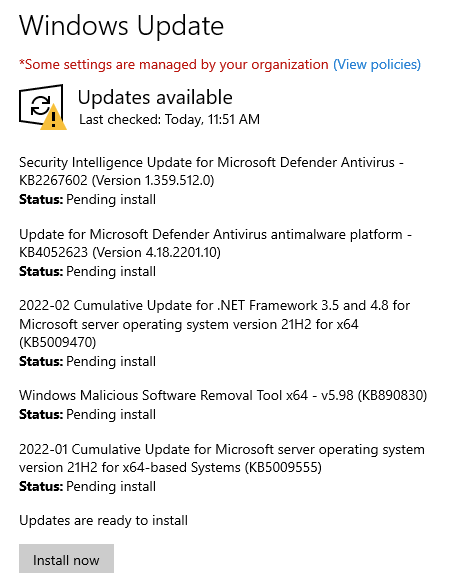 Windows Update
*Some settings are managed by your organization (View policies)
Updates available
Last checked: Today, 11:51 AM
Security Intelligence Update for Microsoft Defender Antivirus -
KB2267602 (Version 1.359.512.0)
Status: Pending install
Update for Microsoft Defender Antivirus antimalware platform -
KB4052623 (Version 4.18.2201.10)
Status: Pending install
2022-02 Cumulative Update for .NET Framework 3.5 and 4.8 for
Microsoft server operating system version 21H2 for x64
(KB5009470)
Status: Pending install
Windows Malicious Software Removal Tool x64 - v5.98 (KB890830)
Status: Pending install
2022-01 Cumulative Update for Microsoft server operating system
version 21H2 for x64-based Systems (KB5009555)
Status: Pending install
Updates are ready to install
Install now